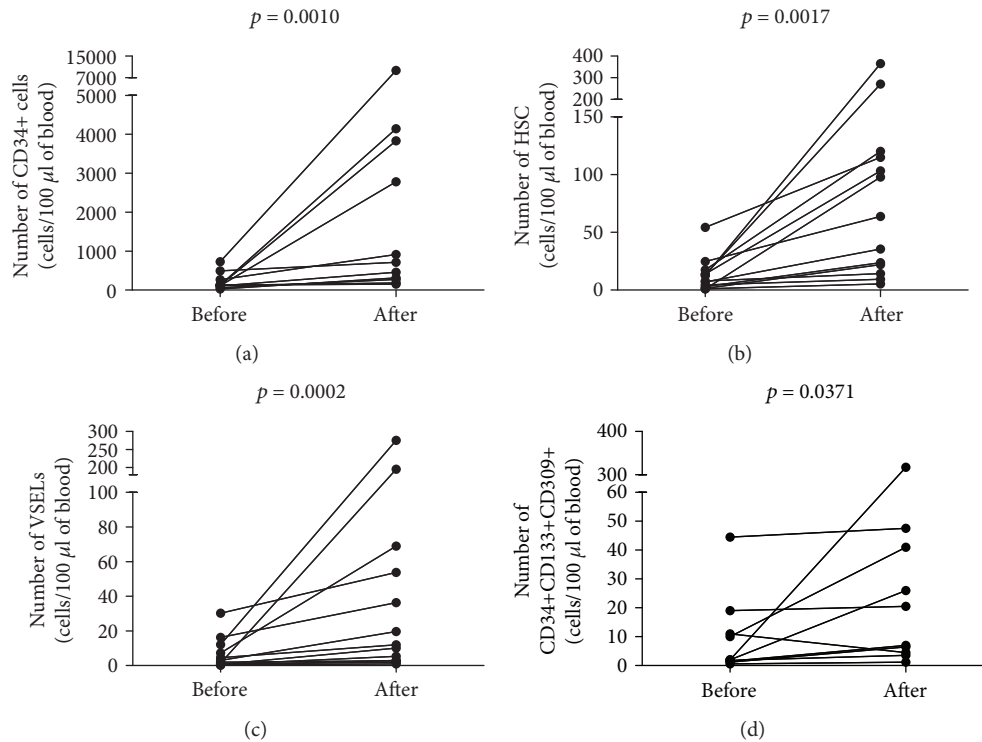 p = 0.0010
Number of CD34+ cells
(cells/100 μl of blood)
15000
7000
5000
4000
3000
2000
1000
0
Before
After
(a)
p = 0.0017
Number of HSC
(cells/100 μl of blood)
400
300
200
150
100
50
0
Before
After
(b)
p = 0.0002
Number of VSELs
(cells/100 μl of blood)
300
250
200
100
80
60
40
20
0
Before
After
(c)
p = 0.0371
Number of
CD34+CD133+CD309+
(cells/100 μl of blood)
400
300
60
50
40
30
20
10
0
Before
After
(d)